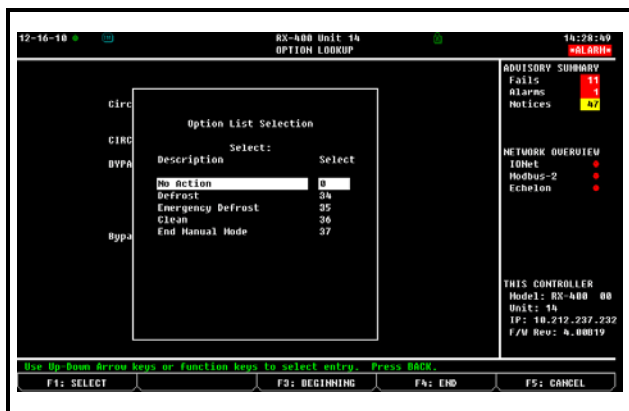 12-16-10
RX-400 Unit 14
14:28:49
OPTION LOOKUP
*ALARM*
ADVISORY SUMMARY
Fails 11
Alarms 1
Notices 47
NETWORK OVERVIEW
IONet
Modbus-2
Echelon
THIS CONTROLLER
Model: RX-400 00
Unit: 14
IP: 10.212.237.232
F/W Rev: 4.00B19
Circ
CIRC
BYPA
Bypa
Option List Selection
Select:
Description Select
No Action 0
Defrost 34
Emergency Defrost 35
Clean 36
End Manual Mode 37
Use Up-Down Arrow keys or function keys to select entry. Press BACK.
F1: SELECT F3: BEGINNING F4: END F5: CANCEL